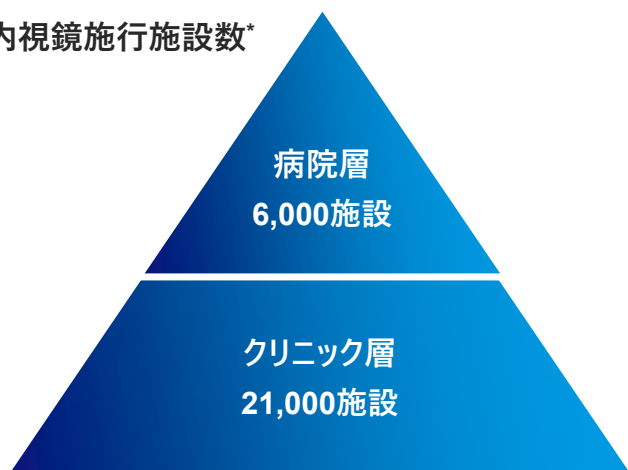 内視鏡施行施設数*
病院層
6,000施設
クリニック層
21,000施設